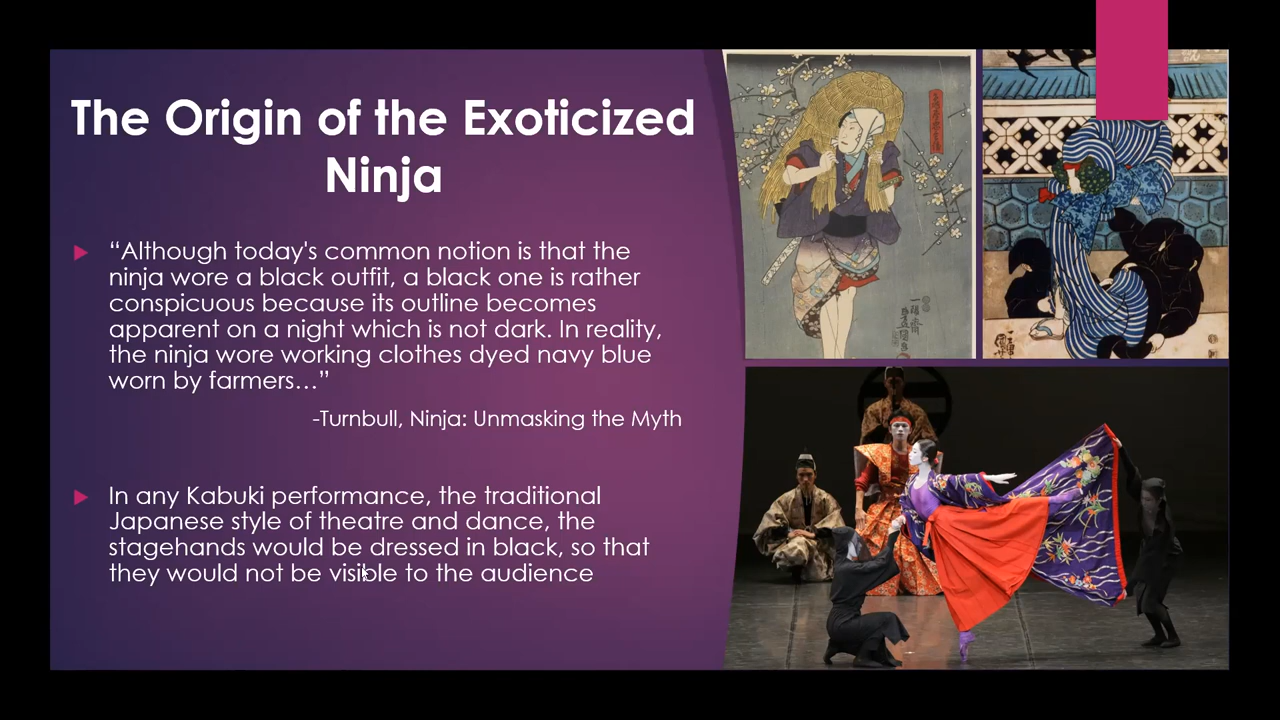 The Origin of the Exoticized
Ninja
“Although today's common notion is that the
ninja wore a black outfit, a black one is rather
conspicuous because its outline becomes
apparent on a night which is not dark. In reality,
the ninja wore working clothes dyed navy blue
worn by farmers…”
-Turnbull, Ninja: Unmasking the Myth
In any Kabuki performance, the traditional
Japanese style of theatre and dance, the
stagehands would be dressed in black, so that
they would not be visible to the audience